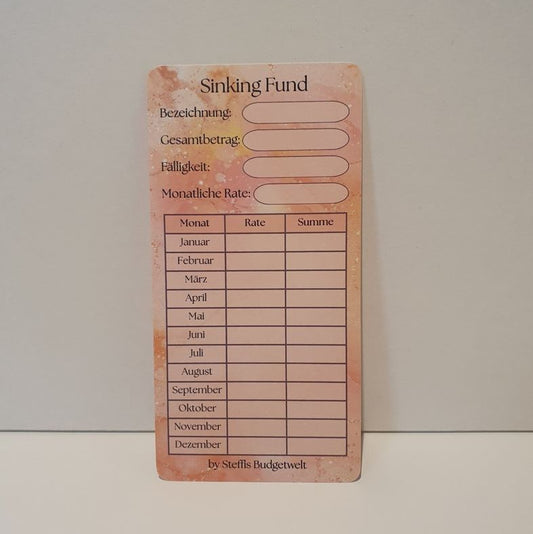 Sinking Fund
Bezeichnung:
Gesamtbetrag:
Fälligkeit:
Monatliche Rate:
Monat Rate Summe
Januar
Februar
März
April
Mai
Juni
Juli
August
September
Oktober
November
Dezember
by Steffis Budgetwelt